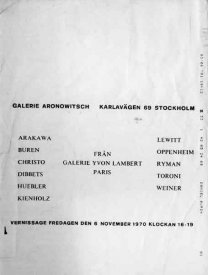 GALERIE ARONOWITSCH KARLAVÄGEN 69 STOCKHOLM
ARAKAWA
BUREN
CHRISTO
DIBBETS
HUEBLER
KIENHOLZ
FRÅN
GALERIE YVON LAMBERT
PARIS
LEWITT
OPPENHEIM
RYMAN
TORONI
WEINER
VERNISSAGE FREDAGEN DEN 6 NOVEMBER 1970 KLOCKAN 16-19